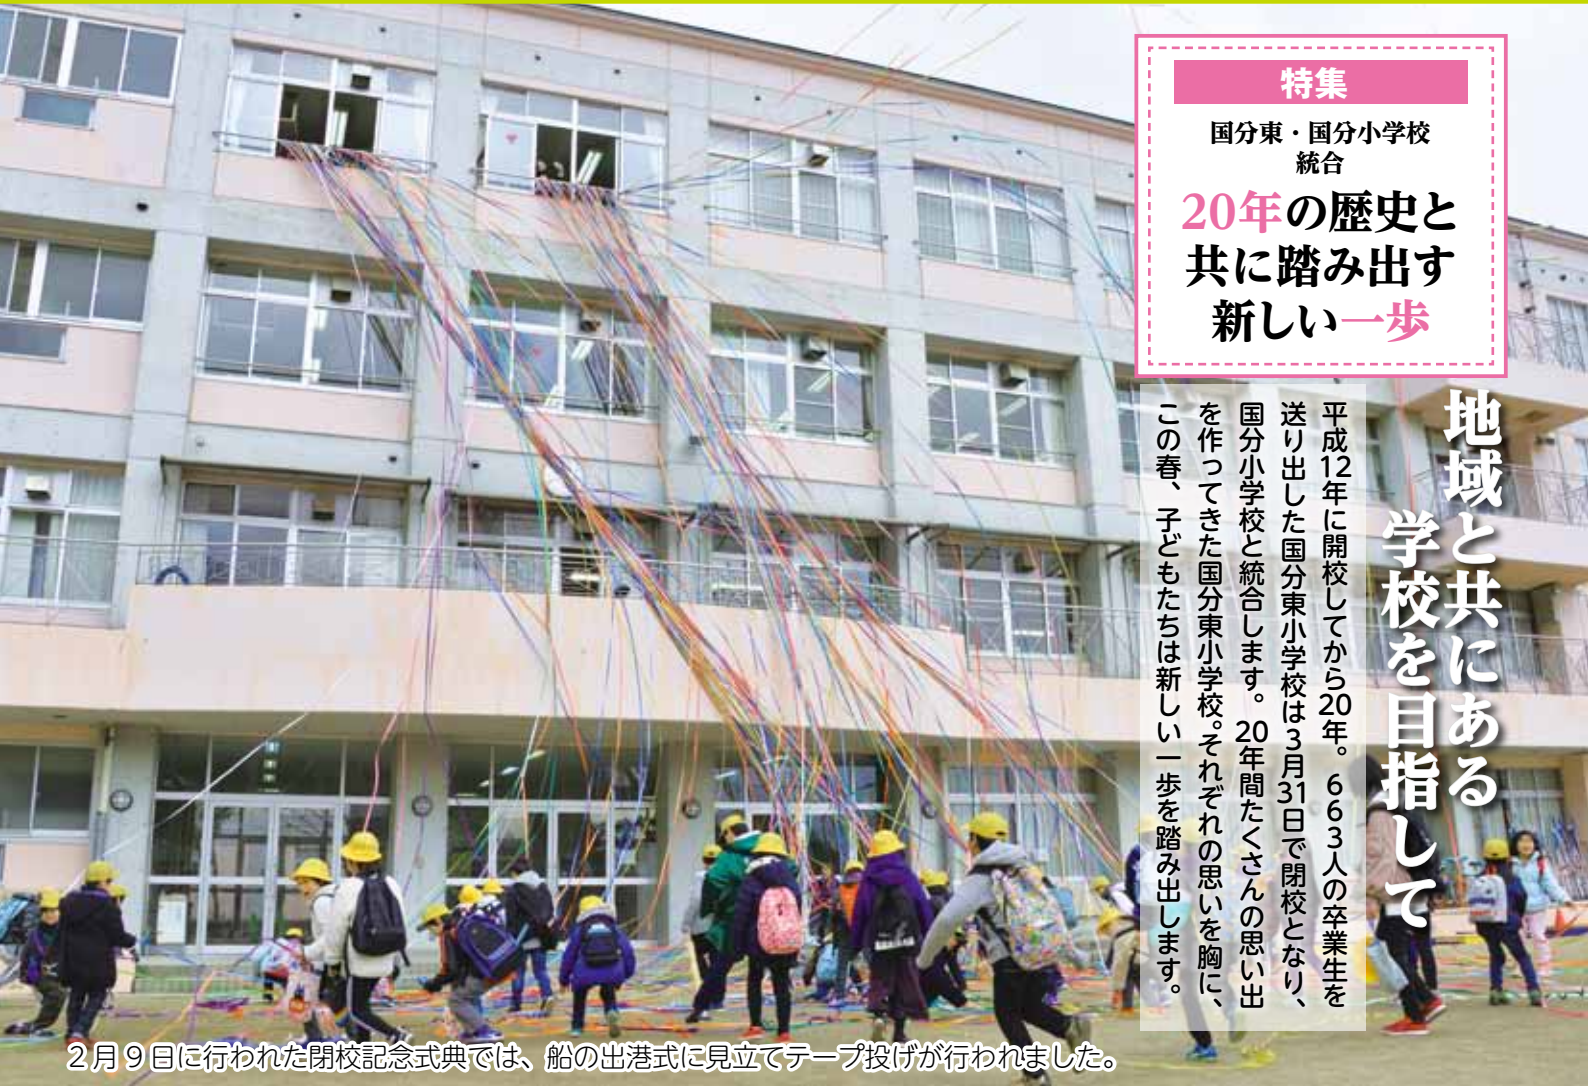 特集
国分東・国分小学校
統合
20年の歴史と
共に踏み出す
新しい一歩
地域と共にある
学校を目指して
平成12年に開校してから20年。663人の卒業生を
送り出した国分東小学校は3月31日で閉校となり、
国分小学校と統合します。20年間たくさんの思い出
を作ってきた国分東小学校。それぞれの思いを胸に、
この春、子どもたちは新しい一歩を踏み出します。
2月9日に行われた閉校記念式典では、船の出港式に見立てテープ投げが行われました。